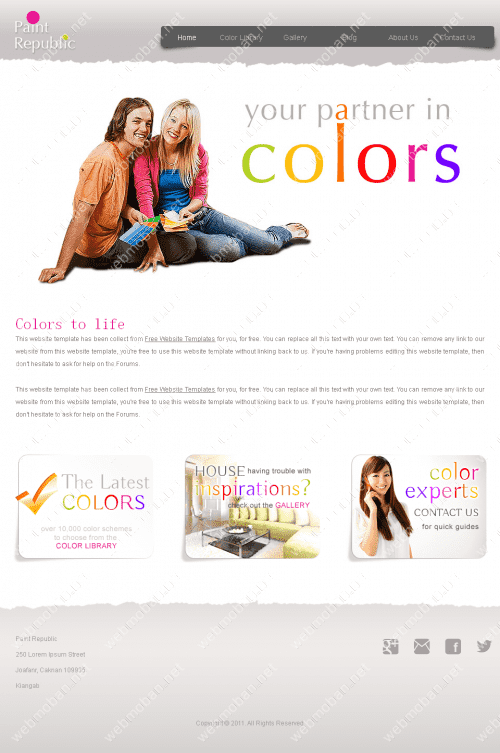 Paint
Republic
Home Color Library Gallery Blog About Us Contact Us
your partner in
colors
Colors to life
This website template has been collect from Free Website Templates for you, for free. You can replace all this text with your own text. You can remove any link to our
website from this website template, you're free to use this website template without linking back to us. If you're having problems editing this website template, then
don't hesitate to ask for help on the Forums.
This website template has been collect from Free Website Templates for you, for free. You can replace all this text with your own text. You can remove any link to our
website from this website template, you're free to use this website template without linking back to us. If you're having problems editing this website template, then
don't hesitate to ask for help on the Forums.
The Latest
COLORS
over 10,000 color schemes
to choose from the
COLOR LIBRARY
HOUSE having trouble with
inspirations?
check out the GALLERY
color
experts
CONTACT US
for quick guides
Paint Republic
250 Lorem Ipsum Street
Copyright © 2011 All Rights Reserved
webmoban.net